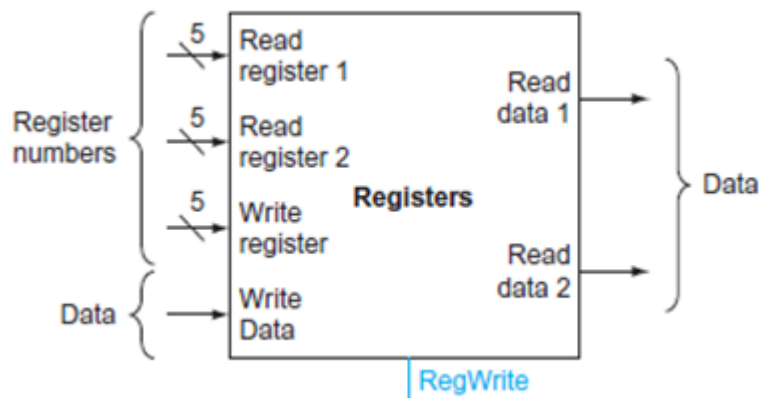 Register
numbers
Data
5
Read
register 1
5
Read
register 2
5
Write
register
Write
Data
Registers
Read
data 1
Read
data 2
Data
RegWrite